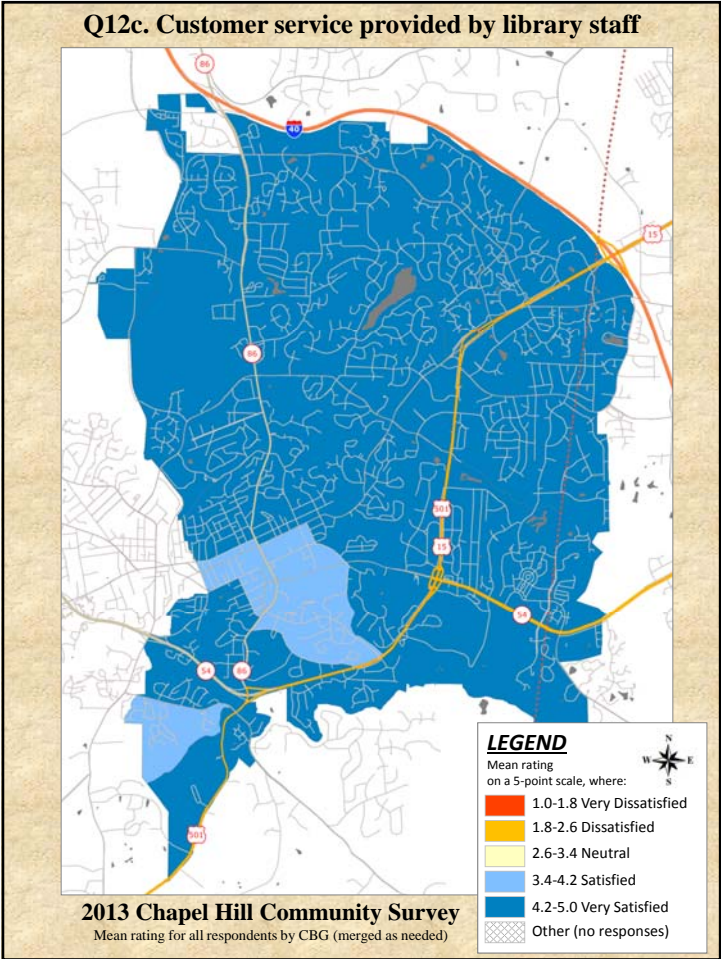 Q12c. Customer service provided by library staff
86
40
15
86
501
15
54
54
86
501
LEGEND
N
W E
S
Mean rating
on a 5-point scale, where:
1.0-1.8 Very Dissatisfied
1.8-2.6 Dissatisfied
2.6-3.4 Neutral
3.4-4.2 Satisfied
4.2-5.0 Very Satisfied
Other (no responses)
2013 Chapel Hill Community Survey
Mean rating for all respondents by CBG (merged as needed)